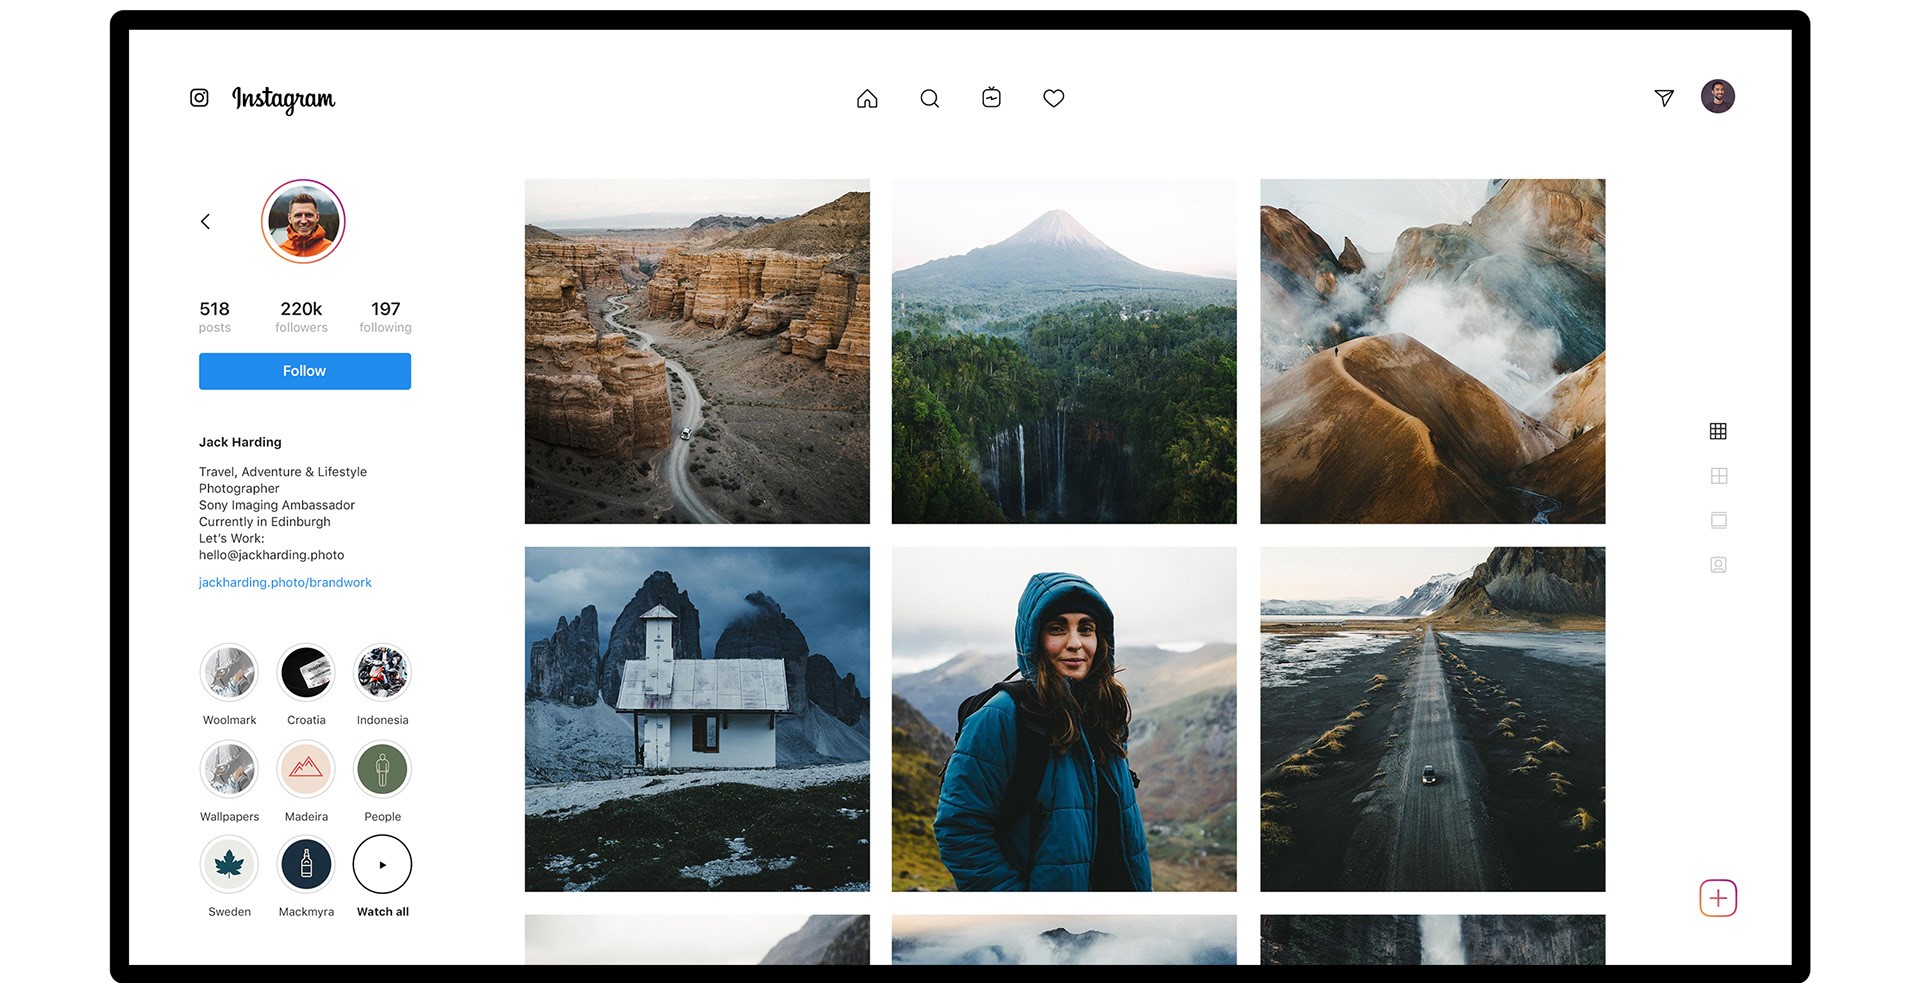 Instagram
518 220k 197
posts followers following
Follow
Jack Harding
Travel, Adventure & Lifestyle
Photographer
Sony Imaging Ambassador
Currently in Edinburgh
Let's Work:
hello@jackharding.photo
jackharding.photo/brandwork
Woolmark Croatia Indonesia
Wallpapers Madeira People
Sweden Mackmyra Watch all